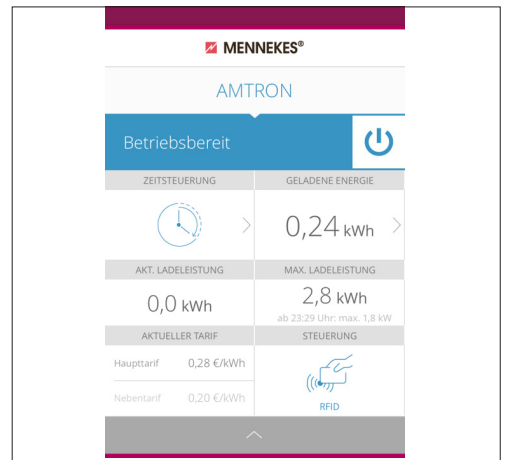 MENNEKES®
AMTRON
Betriebsbereit
ZEITSTEUERUNG
GELADENE ENERGIE
0,24 kWh
AKT. LADELEISTUNG
MAX. LADELEISTUNG
0,0 kWh
2,8 kWh
ab 23:29 Uhr: max. 1,8 kW
AKTUELLER TARIF
STEUERUNG
Haupttarif 0,28 €/kWh
Nebentarif 0,20 €/kWh
RFID